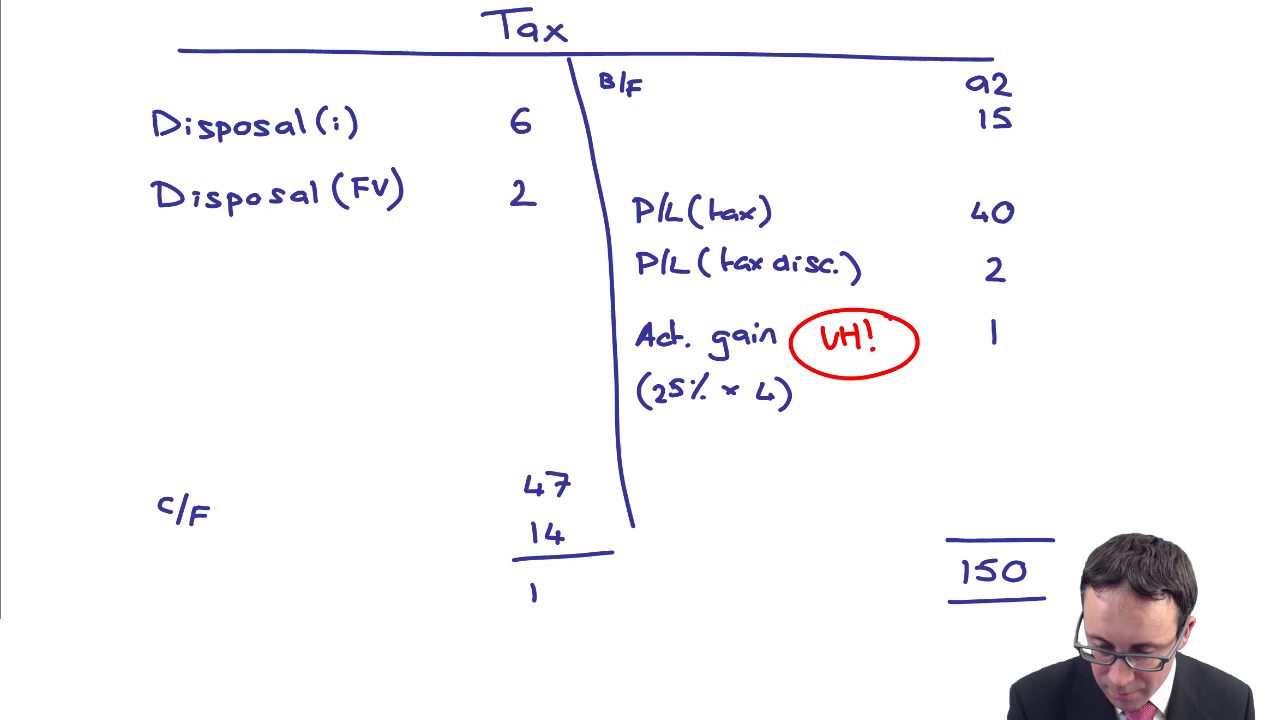 Tax
B/F 92
Disposal (i) 6 15
Disposal (FV) 2 P/L (tax) 40
P/L (tax disc.) 2
Act. gain VH! 1
(25% × 4)
47
C/F
14
150
1